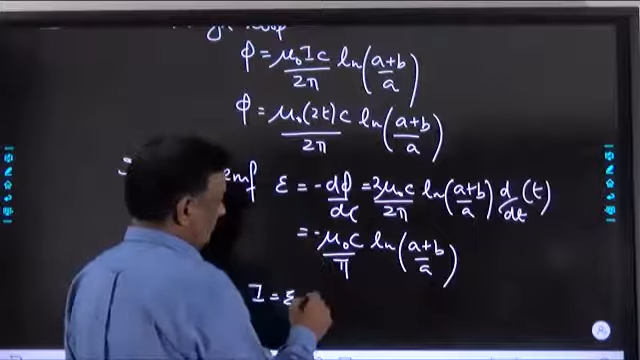 φ = μ₀Ic/2π ln(a+b/a)
φ = μ₀(2t)c/2π ln(a+b/a)
emf ε = -dφ/dt = 2μ₀c/2π ln(a+b/a) d/dt (t)
= -μ₀c/π ln(a+b/a)
I = ε